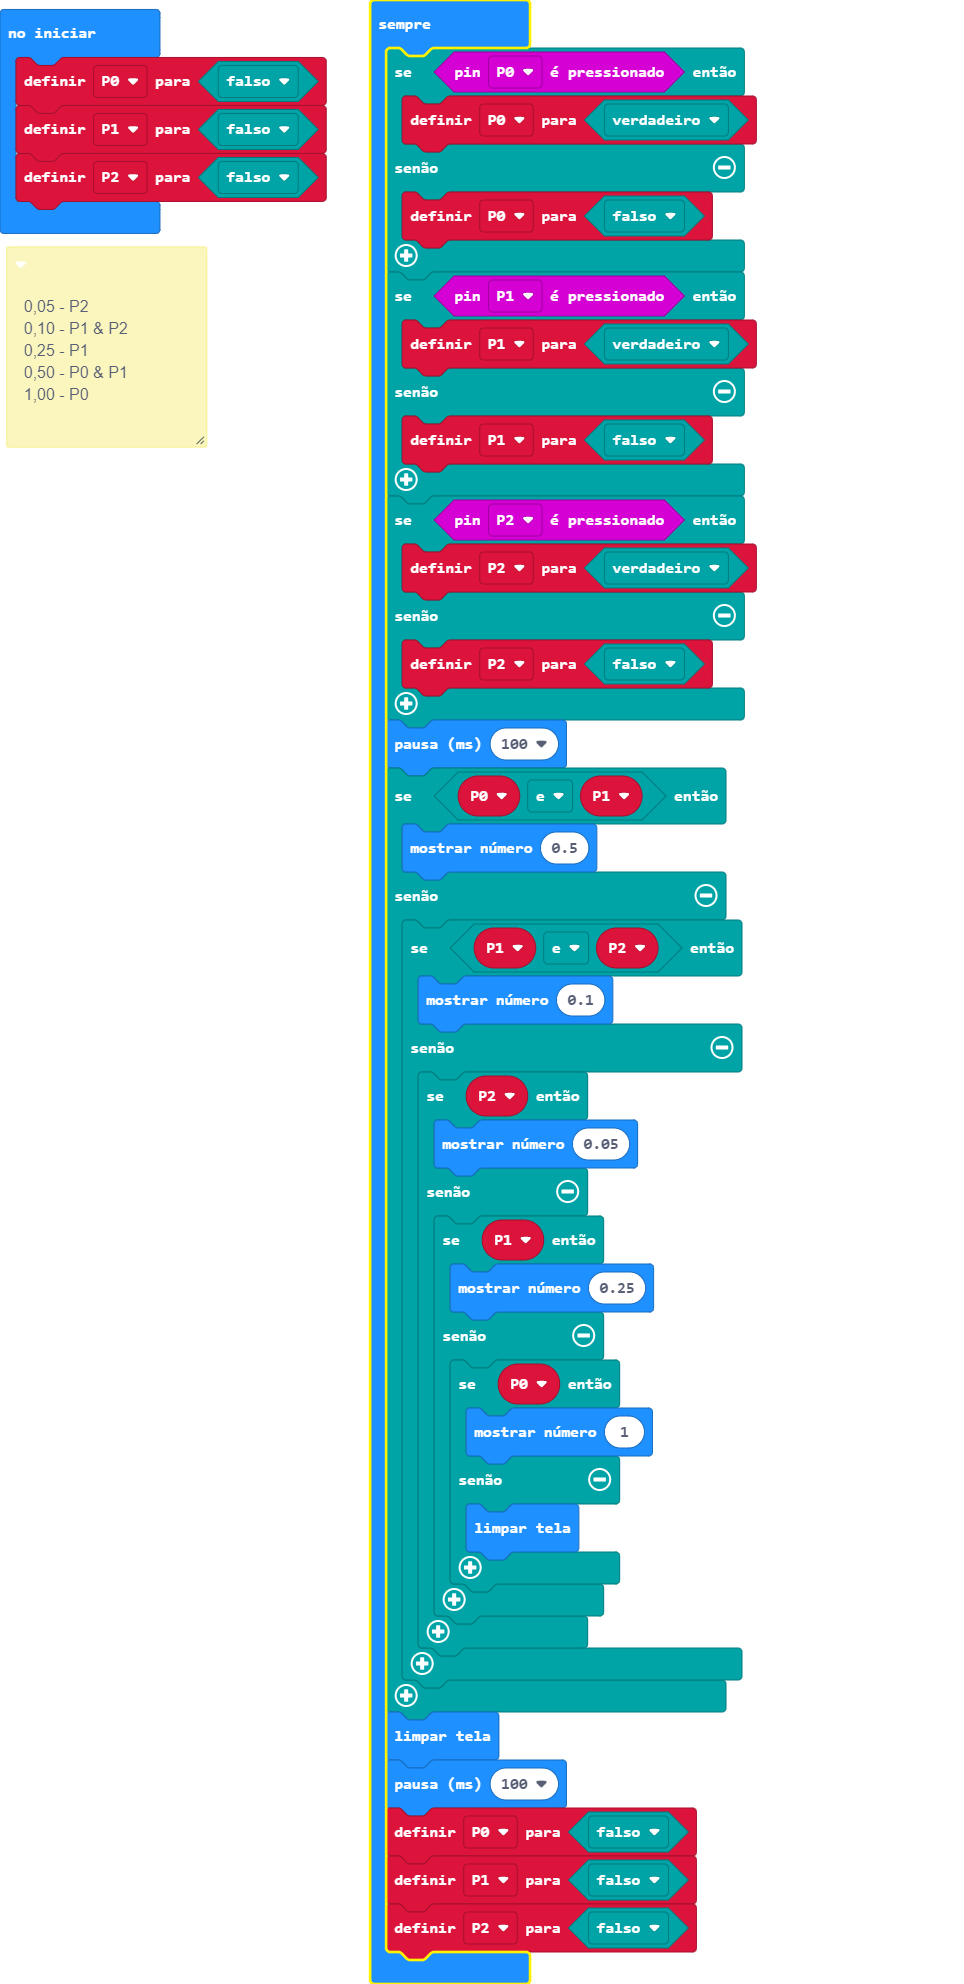 no iniciar
definir P0 para falso
definir P1 para falso
definir P2 para falso
0,05 - P2
0,10 - P1 & P2
0,25 - P1
0,50 - P0 & P1
1,00 - P0
sempre
se pin P0 é pressionado então
definir P0 para verdadeiro
senão
definir P0 para falso
se pin P1 é pressionado então
definir P1 para verdadeiro
senão
definir P1 para falso
se pin P2 é pressionado então
definir P2 para verdadeiro
senão
definir P2 para falso
pausa (ms) 100
se P0 e P1 então
mostrar número 0.5
senão
se P1 e P2 então
mostrar número 0.1
senão
se P2 então
mostrar número 0.05
senão
se P1 então
mostrar número 0.25
senão
se P0 então
mostrar número 1
senão
limpar tela
limpar tela
pausa (ms) 100
definir P0 para falso
definir P1 para falso
definir P2 para falso